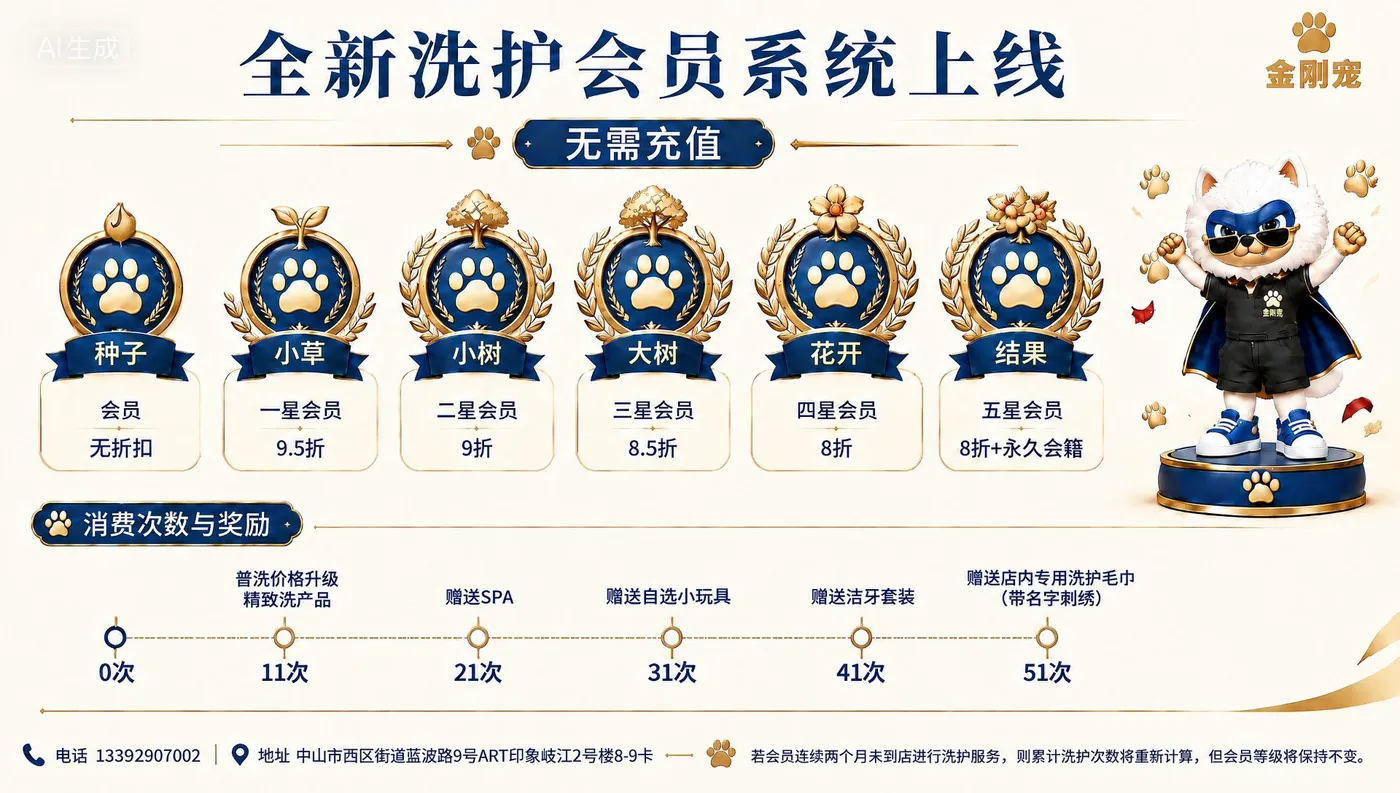 AI生成
全新洗护会员系统上线
金刚宠
无需充值
种子
小草
小树
大树
花开
结果
金刚宠
会员
一星会员
二星会员
三星会员
四星会员
五星会员
无折扣
9.5折
9折
8.5折
8折
8折+永久会籍
消费次数与奖励
普洗价格升级
精致洗产品
赠送SPA
赠送自选小玩具
赠送洁牙套装
赠送店内专用洗护毛巾
（带名字刺绣）
0次
11次
21次
31次
41次
51次
电话 13392907002
地址 中山市西区街道蓝波路9号ART印象岐江2号楼8-9卡
若会员连续两个月未到店进行洗护服务，则累计洗护次数将重新计算，但会员等级将保持不变。